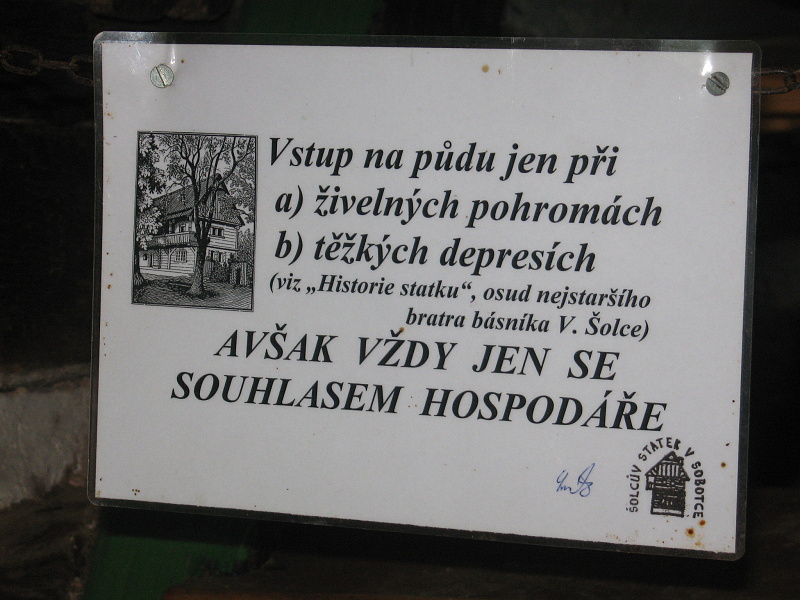 Vstup na půdu jen při
a) živelných pohromách
b) těžkých depresích
(viz „Historie statku“, osud nejstaršího
bratra básníka V. Šolce)
AVŠAK VŽDY JEN SE
SOUHLASEM HOSPODÁŘE
ŠOLCŮV STATEK V SOBOTCE